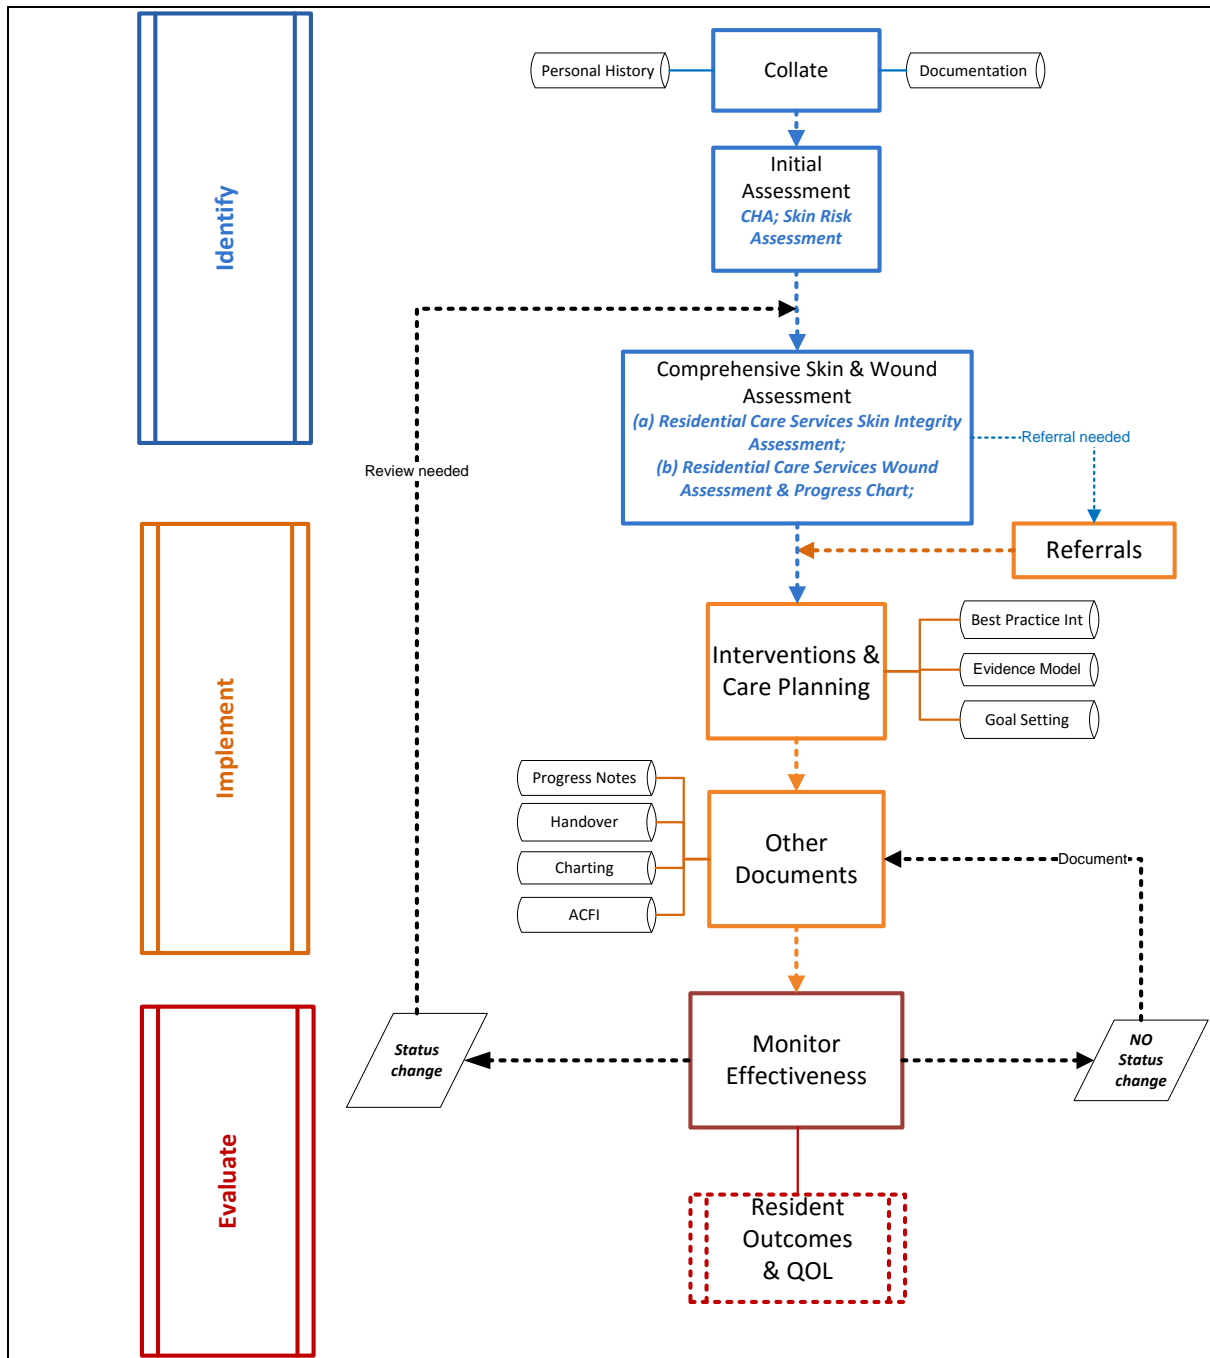 Identify
Personal History
Collate
Documentation
Initial
Assessment
CHA; Skin Risk
Assessment
Comprehensive Skin & Wound
Assessment
(a) Residential Care Services Skin Integrity
Assessment;
(b) Residential Care Services Wound
Assessment & Progress Chart;
Referral needed
Review needed
Referrals
Implement
Interventions &
Care Planning
Best Practice Int
Evidence Model
Goal Setting
Progress Notes
Handover
Charting
ACFI
Other
Documents
Document
Evaluate
Status
change
Monitor
Effectiveness
NO
Status
change
Resident
Outcomes
& QOL